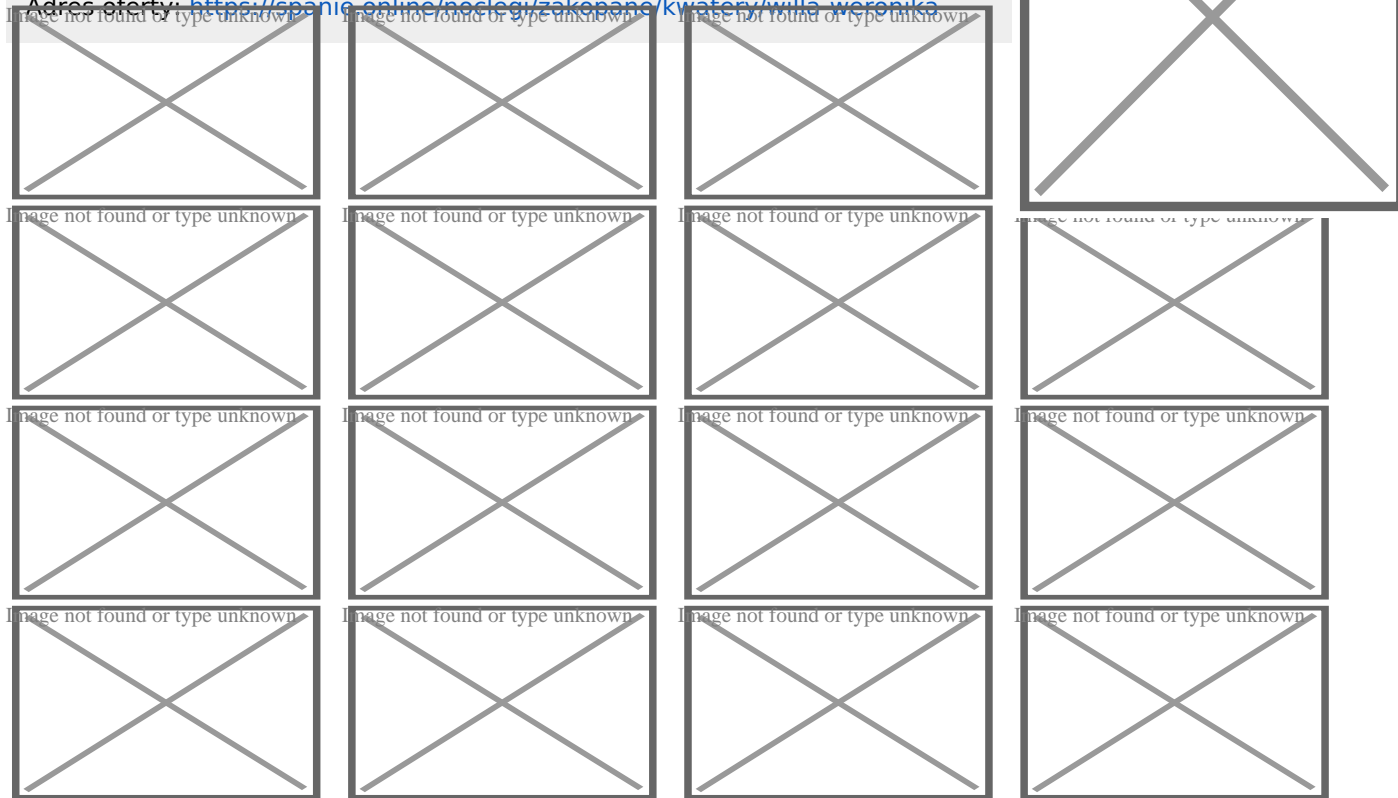 Adres oferty: https://spanie.online/noclegi/zakopane/kwatery/willa-weronika
Image not found or type unknown Image not found or type unknown Image not found or type unknown
Image not found or type unknown Image not found or type unknown Image not found or type unknown Image not found or type unknown
Image not found or type unknown Image not found or type unknown Image not found or type unknown Image not found or type unknown
Image not found or type unknown Image not found or type unknown Image not found or type unknown Image not found or type unknown